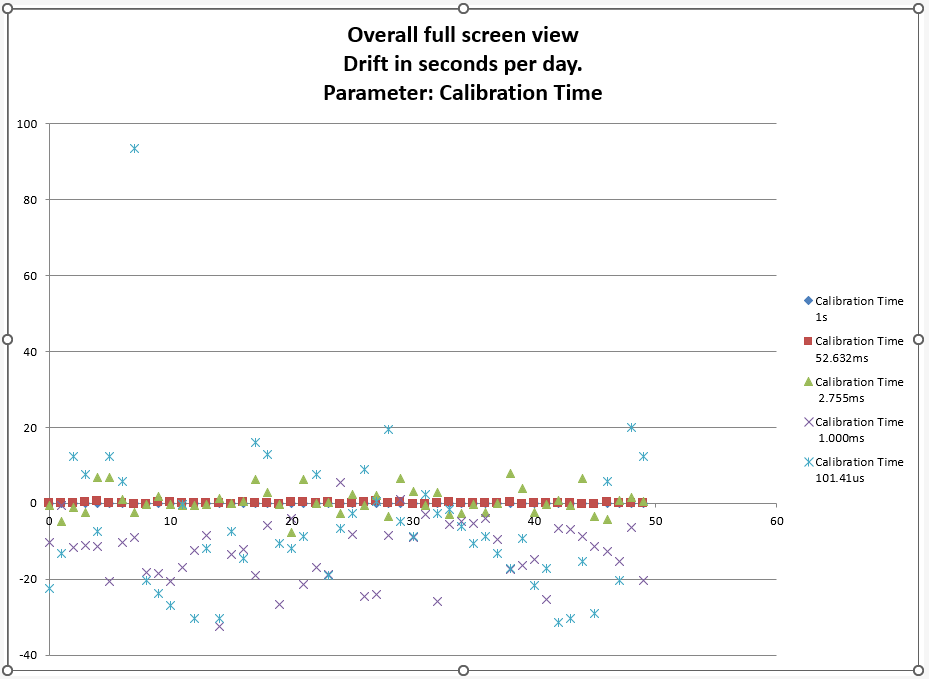 Overall full screen view
Drift in seconds per day.
Parameter: Calibration Time
100
80
60
40
20
0
-20
-40
0
10
20
30
40
50
60
Calibration Time
1s
Calibration Time
52.632ms
Calibration Time
2.755ms
Calibration Time
1.000ms
Calibration Time
101.41us